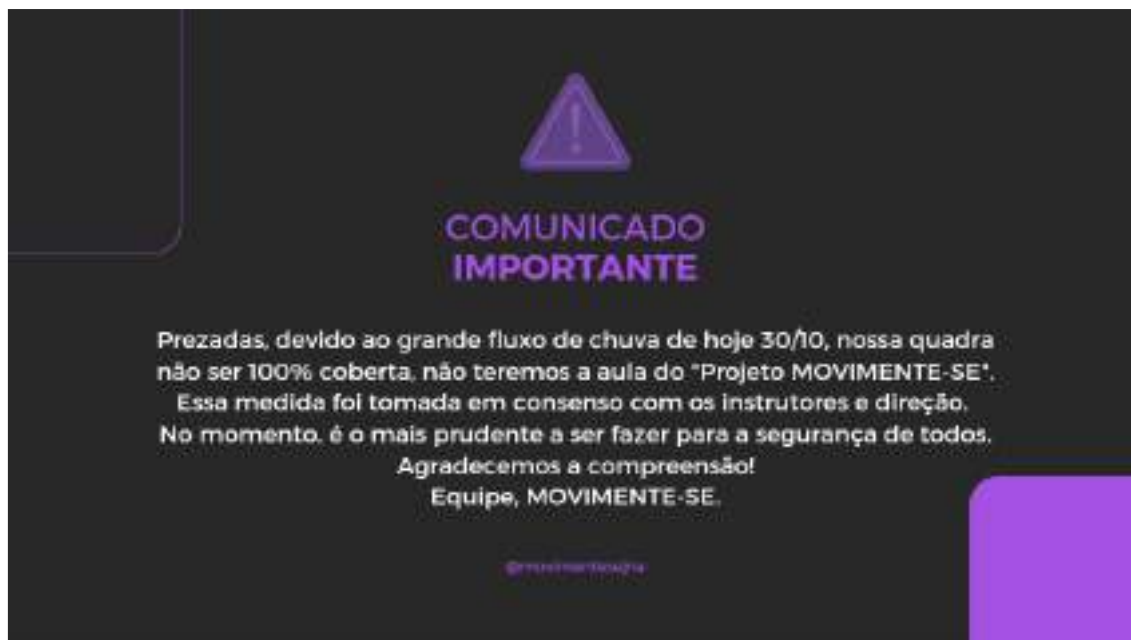 COMUNICADO
IMPORTANTE
Prezadas, devido ao grande fluxo de chuva de hoje 30/10, nossa quadra
não ser 100% coberta, não teremos a aula do "Projeto MOVIMENTE-SE".
Essa medida foi tomada em consenso com os instrutores e direção.
No momento, é o mais prudente a ser fazer para a segurança de todos.
Agradecemos a compreensão!
Equipe, MOVIMENTE-SE.